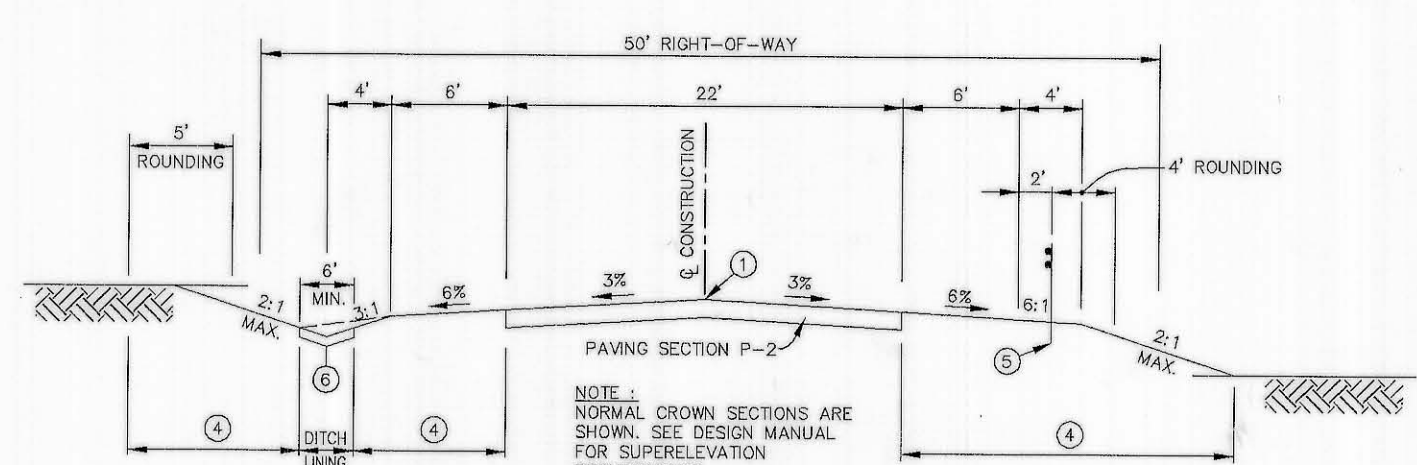 50' RIGHT-OF-WAY
4'
6'
22'
6'
4'
5'
ROUNDING
℄ CONSTRUCTION
2'
4' ROUNDING
6'
MIN.
2:1
MAX.
3:1
6%
3%
1
3%
6%
6:1
2:1
MAX.
PAVING SECTION P-2
5
6
NOTE :
NORMAL CROWN SECTIONS ARE
SHOWN. SEE DESIGN MANUAL
FOR SUPERELEVATION
4
DITCH
LINING
4
4